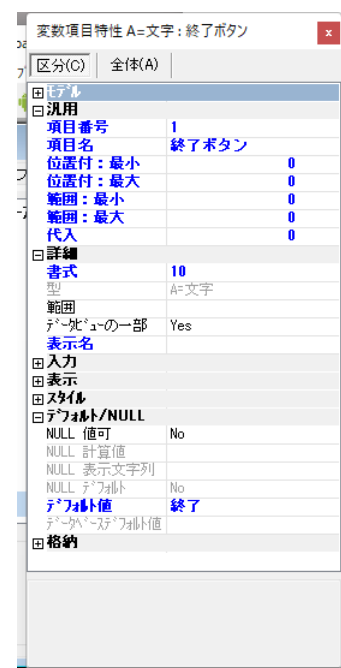 変数項目特性 A=文字：終了ボタン
x
区分(C) 全体(A)
ﾓﾃﾞﾙ
汎用
項目番号 1
項目名 終了ボタン
位置付：最小 0
位置付：最大 0
範囲：最小 0
範囲：最大 0
代入 0
詳細
書式 10
型 A=文字
範囲
ﾃﾞｰﾀﾋﾞｭｰの一部 Yes
表示名
入力
表示
ｽﾀｲﾙ
ﾃﾞﾌｫﾙﾄ/NULL
NULL 値可 No
NULL 計算値
NULL 表示文字列
NULL ﾃﾞﾌｫﾙﾄ No
ﾃﾞﾌｫﾙﾄ値 終了
ﾃﾞｰﾀﾍﾞｰｽﾃﾞﾌｫﾙﾄ値
格納